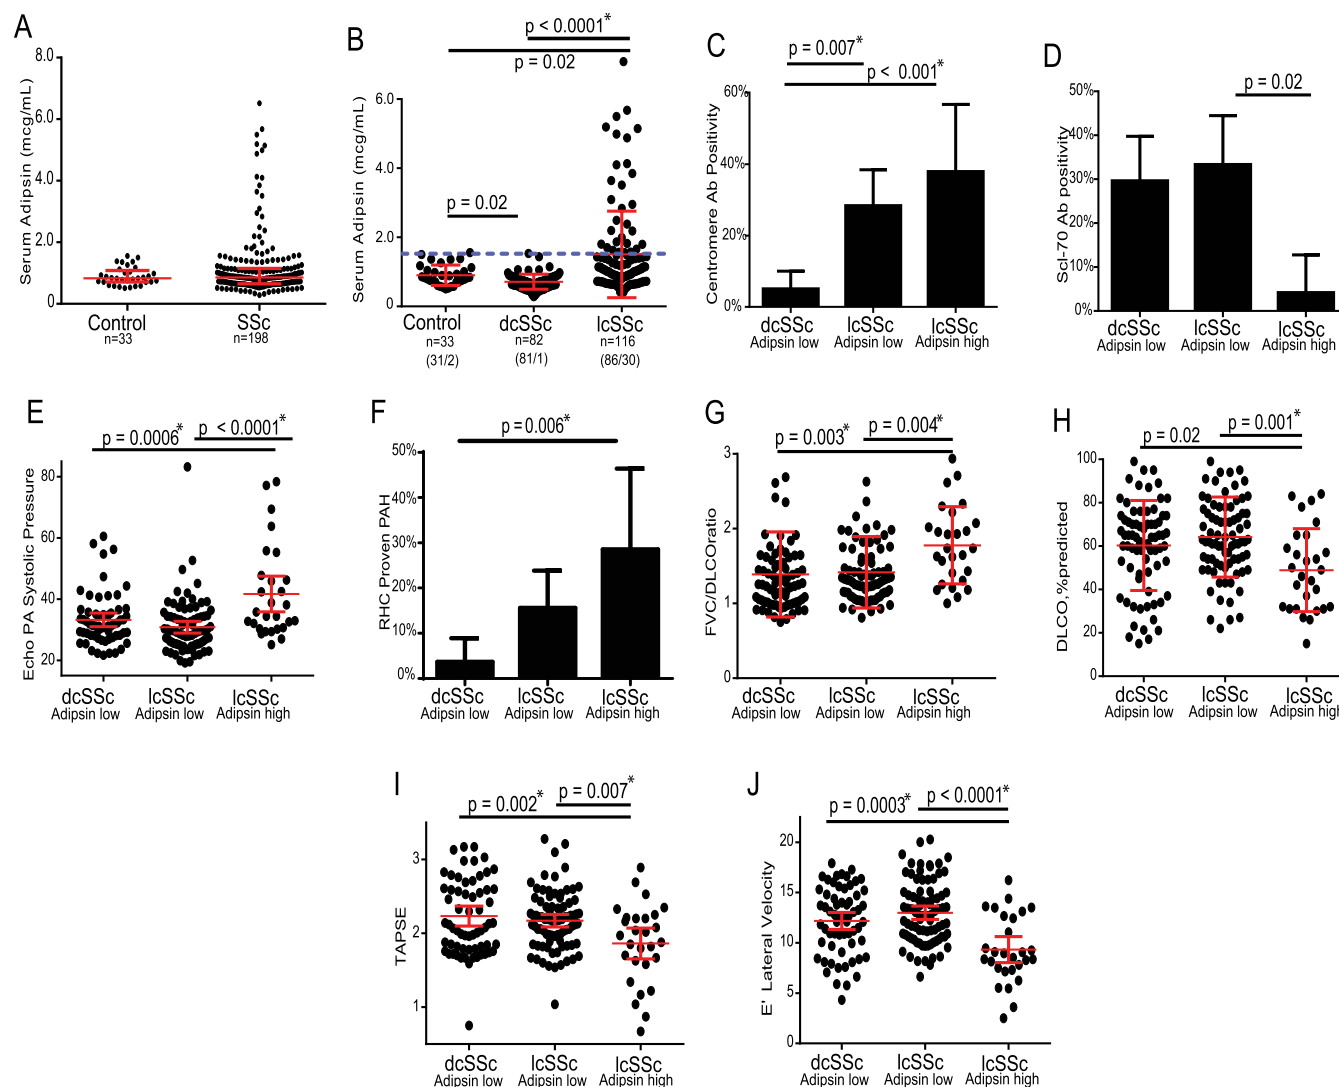 A
8.0
6.0
4.0
2.0
0
Serum Adipsin (mcg/mL)
Control
n=33
SSc
n=198
B
p < 0.0001*
p = 0.02
p = 0.02
6.0
4.0
2.0
0
Serum Adipsin (mcg/mL)
Control
n=33
(31/2)
dcSSc
n=82
(81/1)
lcSSc
n=116
(86/30)
C
p = 0.007*
p < 0.001*
60%
40%
20%
0%
Centromere Ab Positivity
dcSSc
Adipsin low
lcSSc
Adipsin low
lcSSc
Adipsin high
D
p = 0.02
50%
40%
30%
20%
10%
0%
Scl-70 Ab positivity
dcSSc
Adipsin low
lcSSc
Adipsin low
lcSSc
Adipsin high
E
p = 0.0006*
p < 0.0001*
80
60
40
20
Echo PA Systolic Pressure
dcSSc
Adipsin low
lcSSc
Adipsin low
lcSSc
Adipsin high
F
p = 0.006*
50%
40%
30%
20%
10%
0%
RHC Proven PAH
dcSSc
Adipsin low
lcSSc
Adipsin low
lcSSc
Adipsin high
G
p = 0.003*
p = 0.004*
3
2
1
0
FVC/DLCOratio
dcSSc
Adipsin low
lcSSc
Adipsin low
lcSSc
Adipsin high
H
p = 0.02
p = 0.001*
100
80
60
40
20
0
DLCO,%predicted
dcSSc
Adipsin low
lcSSc
Adipsin low
lcSSc
Adipsin high
I
p = 0.002*
p = 0.007*
3
2
1
TAPSE
dcSSc
Adipsin low
lcSSc
Adipsin low
lcSSc
Adipsin high
J
p = 0.0003*
p < 0.0001*
20
15
10
5
0
E' Lateral Velocity
dcSSc
Adipsin low
lcSSc
Adipsin low
lcSSc
Adipsin high